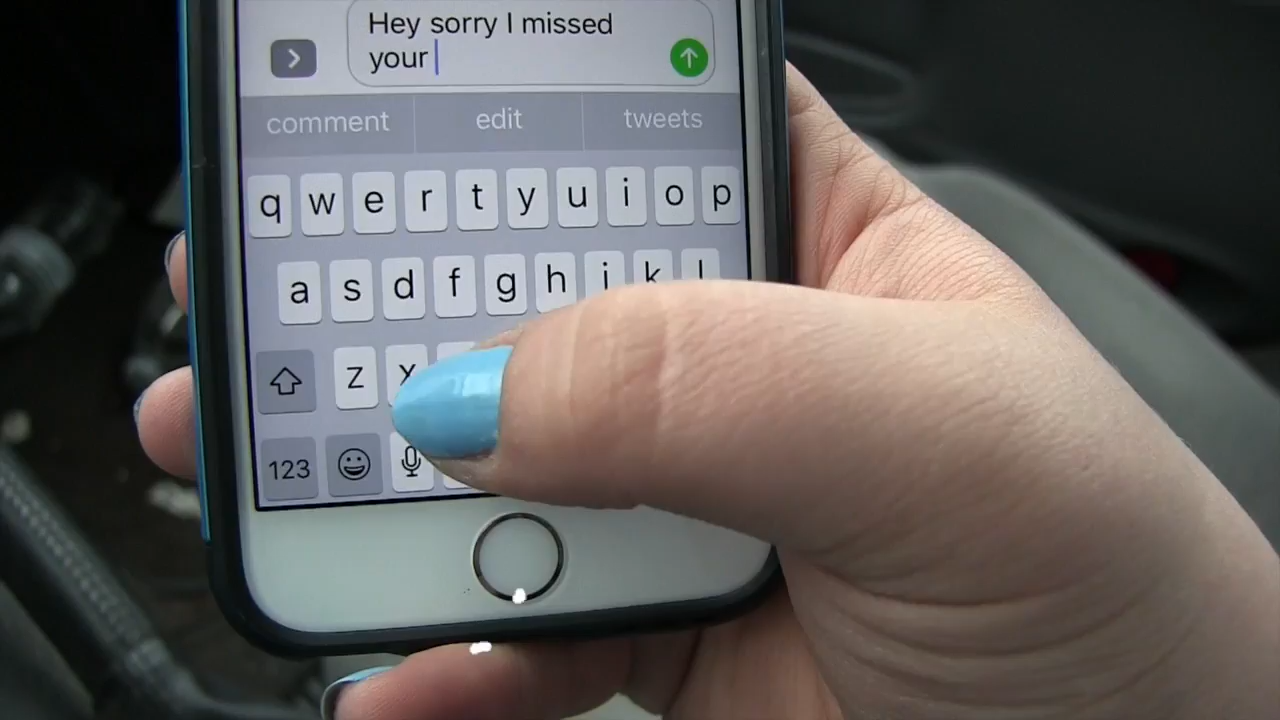 Hey sorry I missed
your
comment edit tweets
q w e r t y u i o p
a s d f g h j k l
z x
123